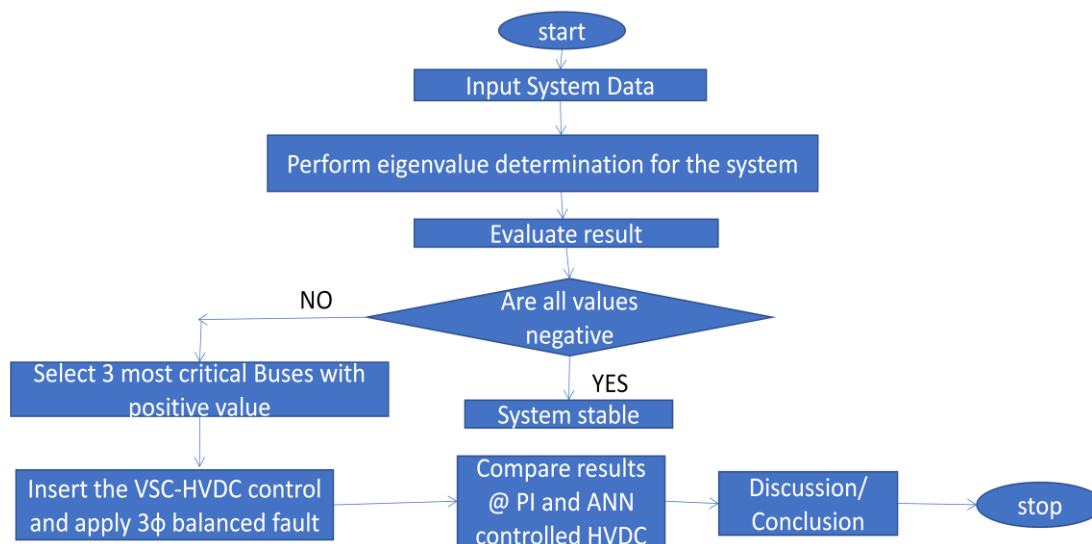 start
Input System Data
Perform eigenvalue determination for the system
Evaluate result
Are all values
negative
NO
YES
Select 3 most critical Buses with
positive value
System stable
Insert the VSC-HVDC control
and apply 3ф balanced fault
Compare results
@ PI and ANN
controlled HVDC
Discussion/
Conclusion
stop